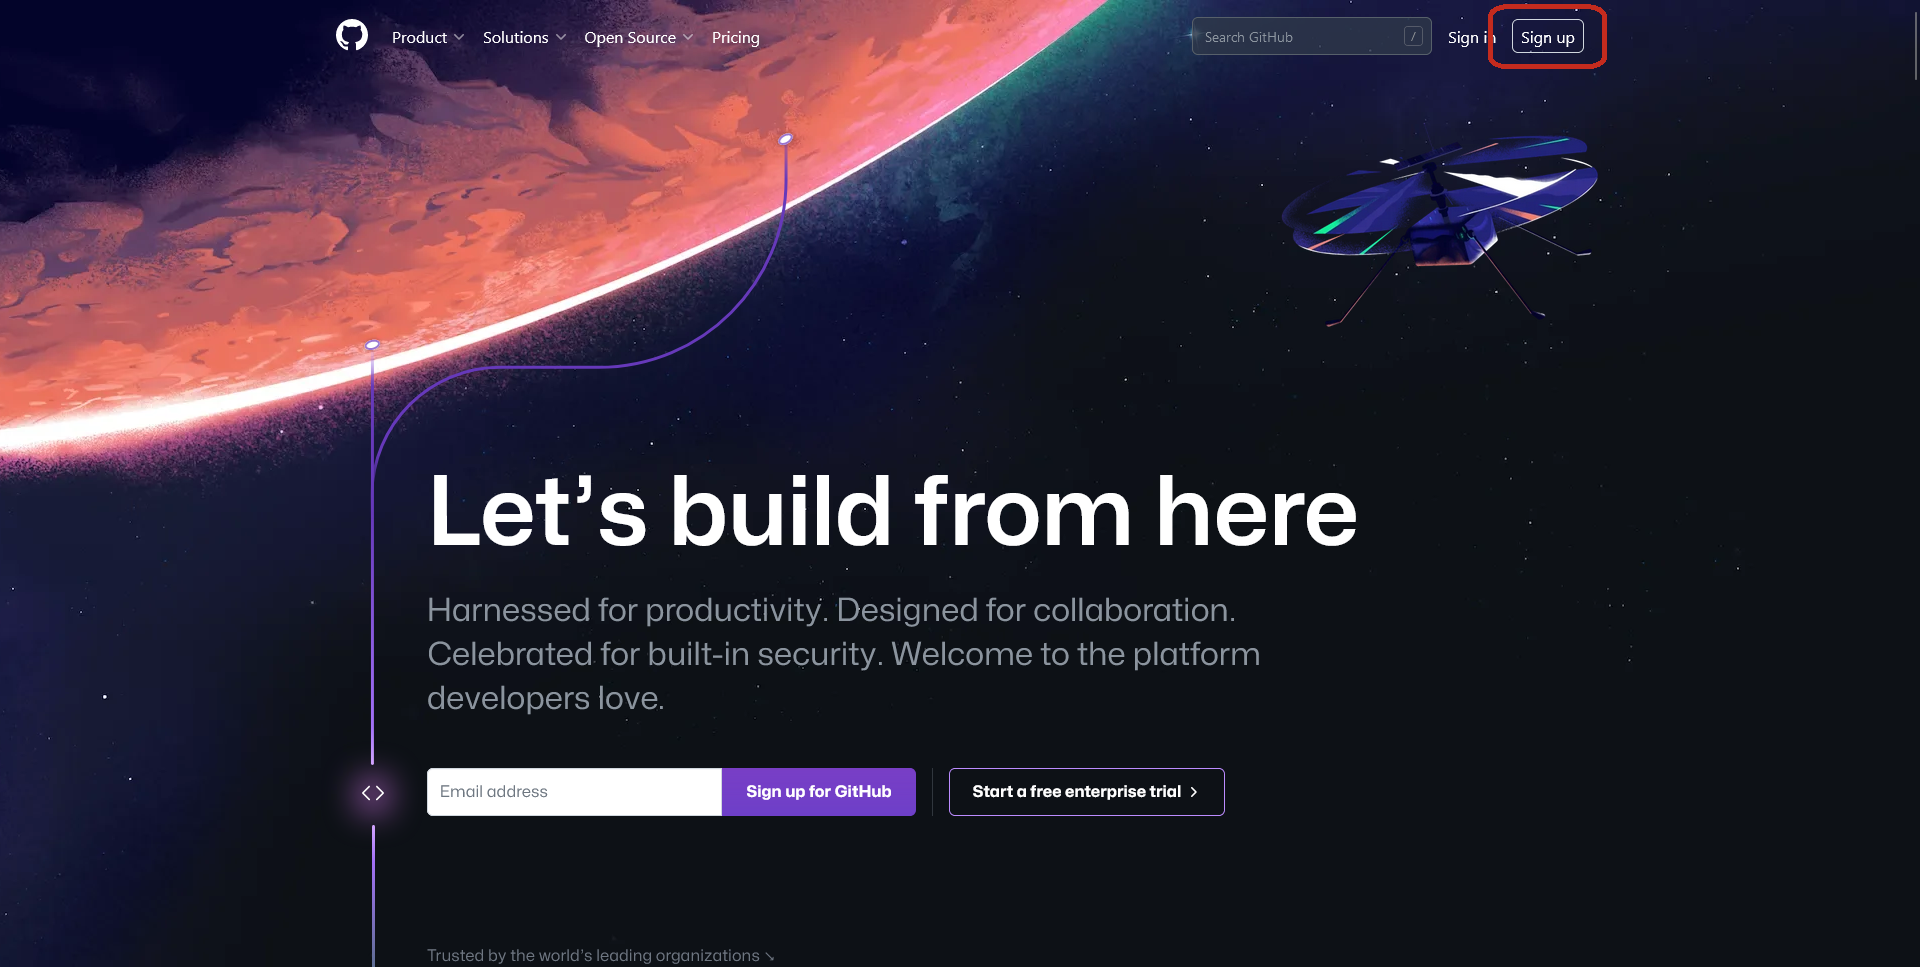 Product
Solutions
Open Source
Pricing
Search GitHub
/
Sign in
Sign up
Let’s build from here
Harnessed for productivity. Designed for collaboration.
Celebrated for built-in security. Welcome to the platform
developers love.
Email address
Sign up for GitHub
Start a free enterprise trial
Trusted by the world’s leading organizations ↘